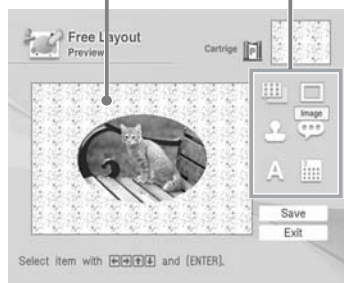 Free Layout
Preview
Cartrige P
Image
A
Save
Exit
Select item with ←→↑↓ and [ENTER].